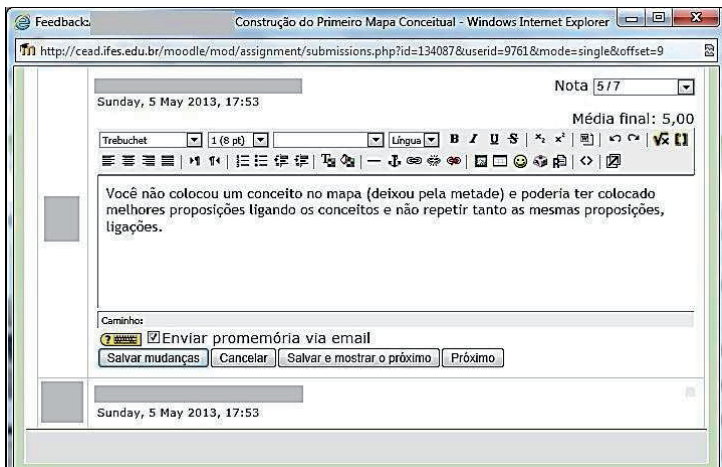 Feedback: Construção do Primeiro Mapa Conceitual - Windows Internet Explorer
http://cead.ifes.edu.br/moodle/mod/assignment/submissions.php?id=134087&userid=9761&mode=single&offset=9
Nota 5/7
Sunday, 5 May 2013, 17:53
Média final: 5,00
Trebuchet 1 (8 pt) Língua B I U S
Você não colocou um conceito no mapa (deixou pela metade) e poderia ter colocado
melhores proposições ligando os conceitos e não repetir tanto as mesmas proposições,
ligações.
Caminho:
Enviar promemória via email
Salvar mudanças Cancelar Salvar e mostrar o próximo Próximo
Sunday, 5 May 2013, 17:53